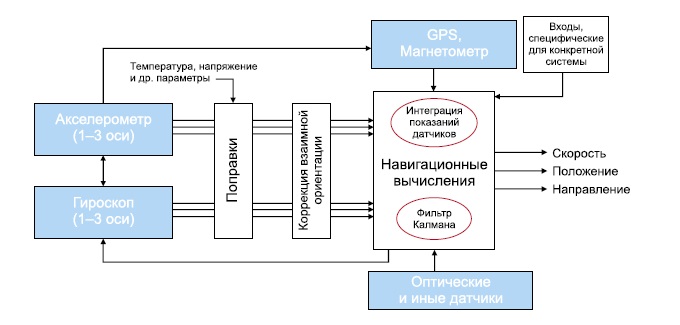 GPS,
Магнетометр
Входы,
специфические
для конкретной
системы
Температура, напряжение
и др. параметры
Акселерометр
(1–3 оси)
Гироскоп
(1–3 оси)
Поправки
Коррекция взаимной
ориентации
Интеграция
показаний
датчиков
Навигационные
вычисления
Фильтр
Калмана
Скорость
Положение
Направление
Оптические
и иные датчики